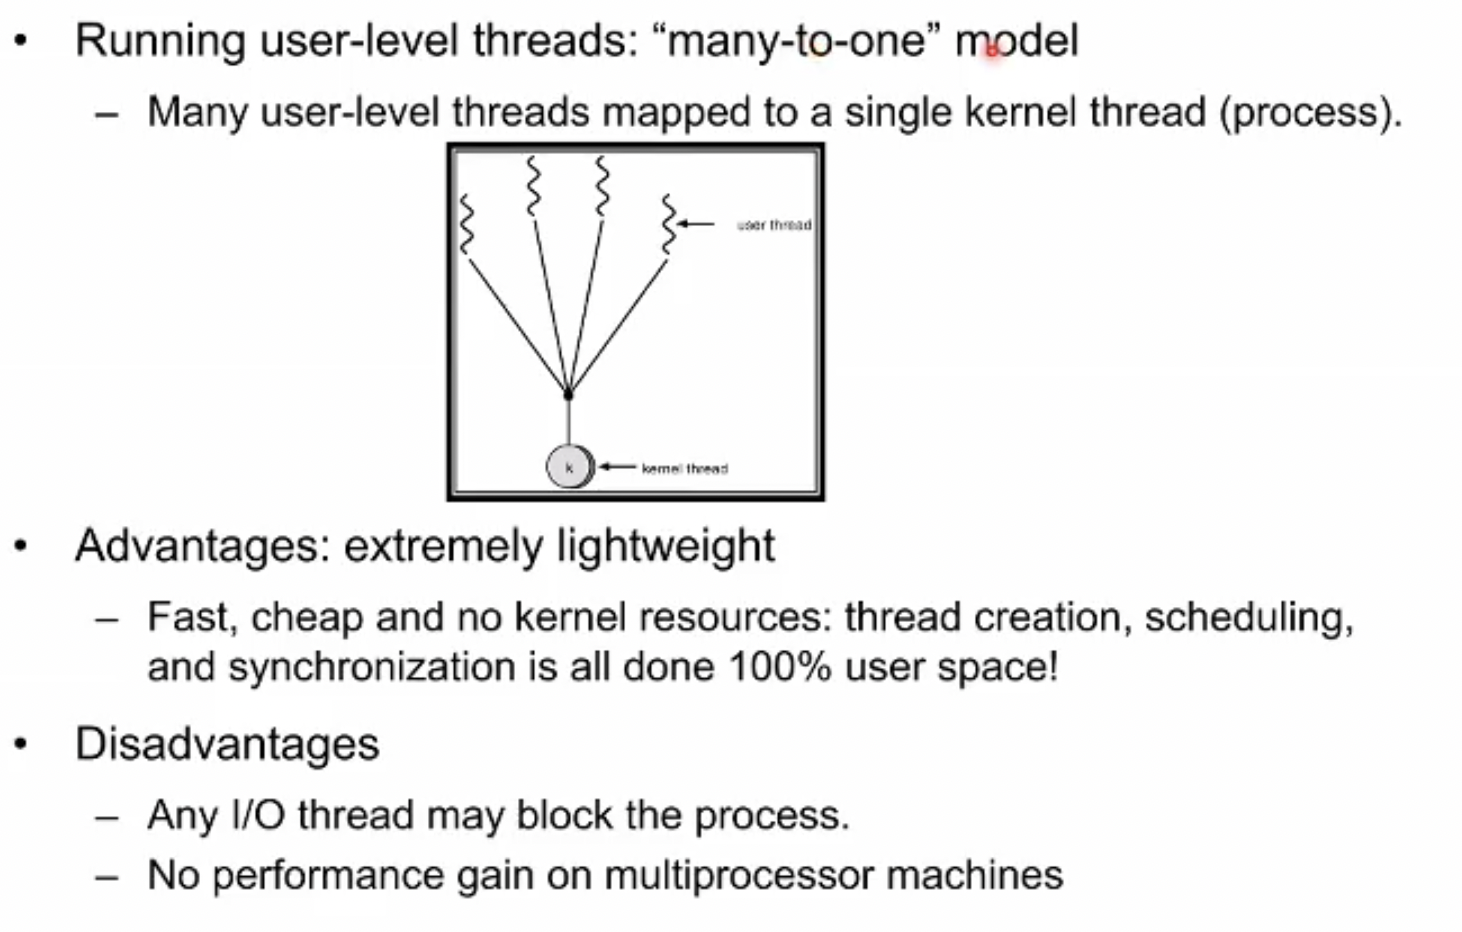 • Running user-level threads: “many-to-one” model
– Many user-level threads mapped to a single kernel thread (process).
user thread
k
kernel thread
• Advantages: extremely lightweight
– Fast, cheap and no kernel resources: thread creation, scheduling,
and synchronization is all done 100% user space!
• Disadvantages
– Any I/O thread may block the process.
– No performance gain on multiprocessor machines